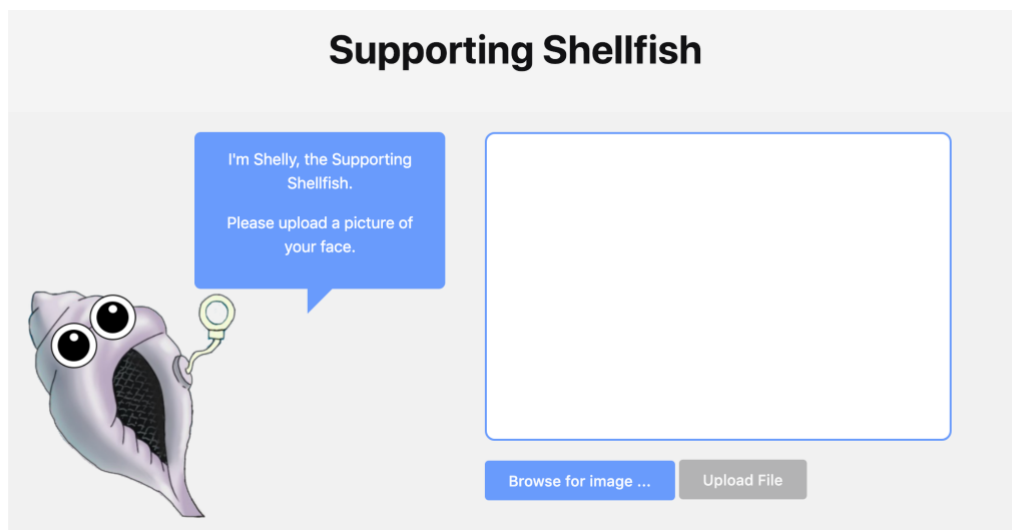 Supporting Shellfish
I'm Shelly, the Supporting
Shellfish.
Please upload a picture of
your face.
Browse for image ...
Upload File